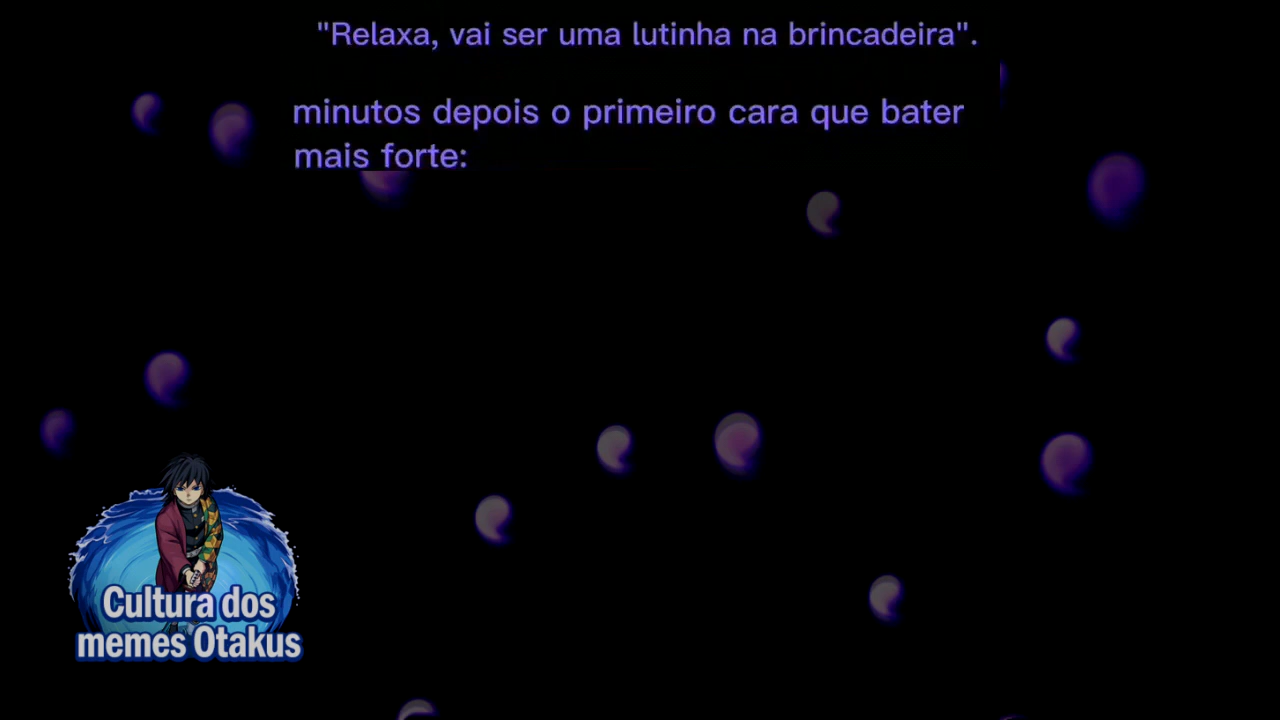 "Relaxa, vai ser uma lutinha na brincadeira".
minutos depois o primeiro cara que bater
mais forte:
Cultura dos
memes Otakus